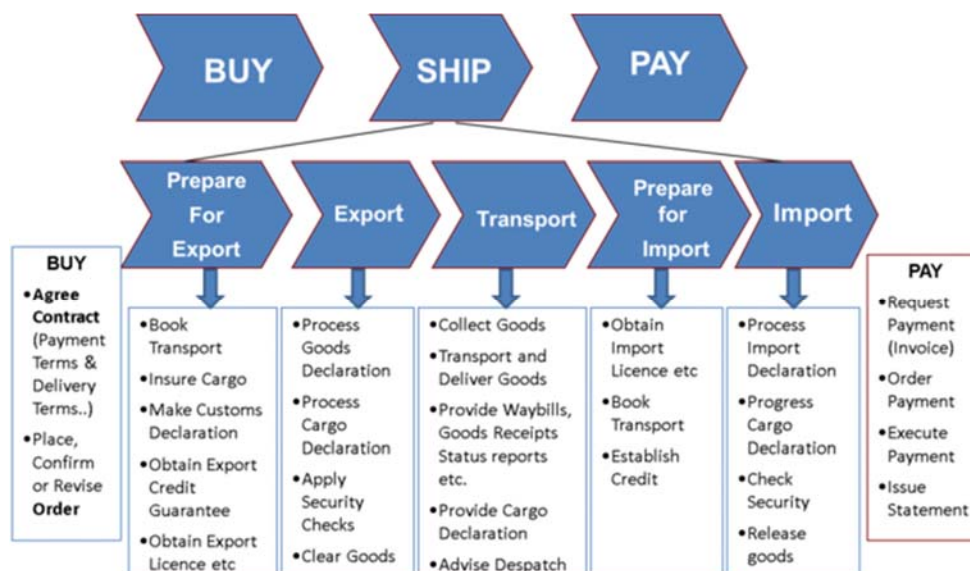 BUY
SHIP
PAY
Prepare
For
Export
Export
Transport
Prepare
for
Import
Import
BUY
•Agree
Contract
(Payment
Terms &
Delivery
Terms..)
•Place,
Confirm
or Revise
Order
•Book
Transport
•Insure Cargo
•Make Customs
Declaration
•Obtain Export
Credit
Guarantee
•Obtain Export
Licence etc
•Process
Goods
Declaration
•Process
Cargo
Declaration
•Apply
Security
Checks
•Clear Goods
•Collect Goods
•Transport and
Deliver Goods
•Provide Waybills,
Goods Receipts
Status reports
etc.
•Provide Cargo
Declaration
•Advise Despatch
•Obtain
Import
Licence etc
•Book
Transport
•Establish
Credit
•Process
Import
Declaration
•Progress
Cargo
Declaration
•Check
Security
•Release
goods
PAY
•Request
Payment
(Invoice)
•Order
Payment
•Execute
Payment
•Issue
Statement